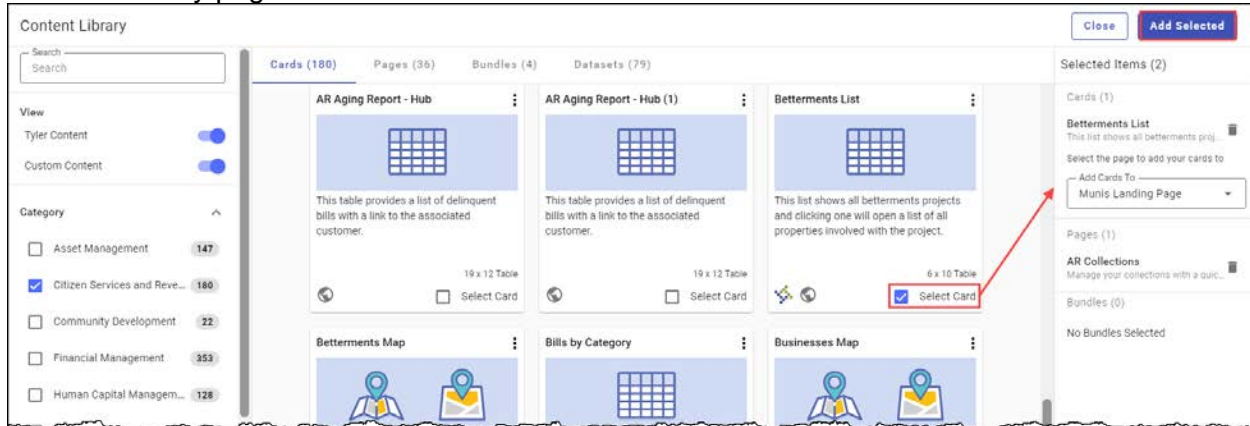 Content Library
Close
Add Selected
Search
Search
View
Tyler Content
Custom Content
Category
Asset Management 147
Citizen Services and Reve... 180
Community Development 22
Financial Management 353
Human Capital Managem... 128
Cards (180) Pages (36) Bundles (4) Datasets (79)
AR Aging Report - Hub
This table provides a list of delinquent
bills with a link to the associated
customer.
19 x 12 Table
Select Card
AR Aging Report - Hub (1)
This table provides a list of delinquent
bills with a link to the associated
customer.
19 x 12 Table
Select Card
Betterments List
This list shows all betterments projects
and clicking one will open a list of all
properties involved with the project.
6 x 10 Table
Select Card
Betterments Map
Bills by Category
Businesses Map
Selected Items (2)
Cards (1)
Betterments List
This list shows all betterments proj...
Select the page to add your cards to
Add Cards To
Munis Landing Page
Pages (1)
AR Collections
Manage your collections with a quic...
Bundles (0)
No Bundles Selected